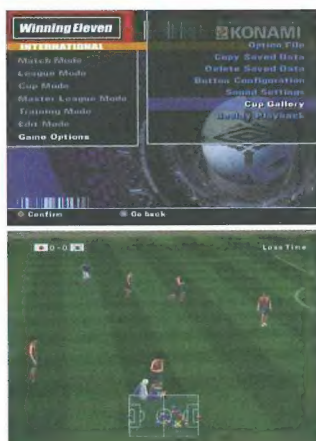 Winning Eleven
KONAMI
INTERNATIONAL
Match Mode
League Mode
Cup Mode
Master League Mode
Training Mode
Edit Mode
Game Options
Option File
Copy Saved Data
Delete Saved Data
Button Configuration
Sound Settings
Cup Gallery
Replay Playback
Confirm
Go back
0 - 0
Loss Time